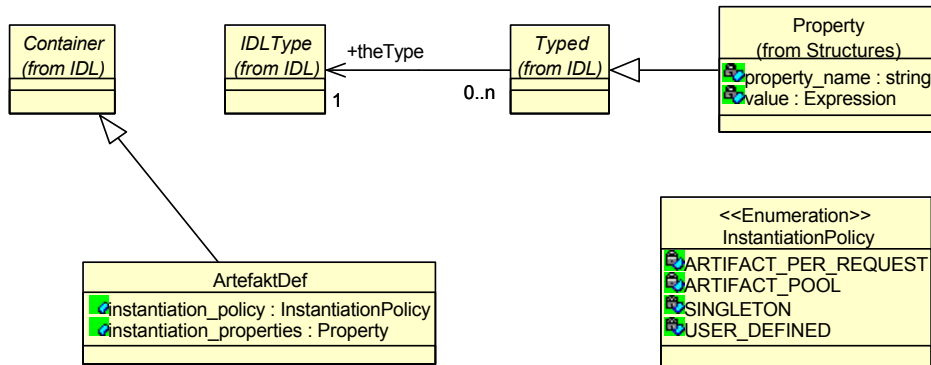 Container
(from IDL)
IDLType
(from IDL)
+theType
1
0..n
Typed
(from IDL)
Property
(from Structures)
property_name : string
value : Expression
ArtefaktDef
instantiation_policy : InstantiationPolicy
instantiation_properties : Property
<<Enumeration>>
InstantiationPolicy
ARTIFACT_PER_REQUEST
ARTIFACT_POOL
SINGLETON
USER_DEFINED